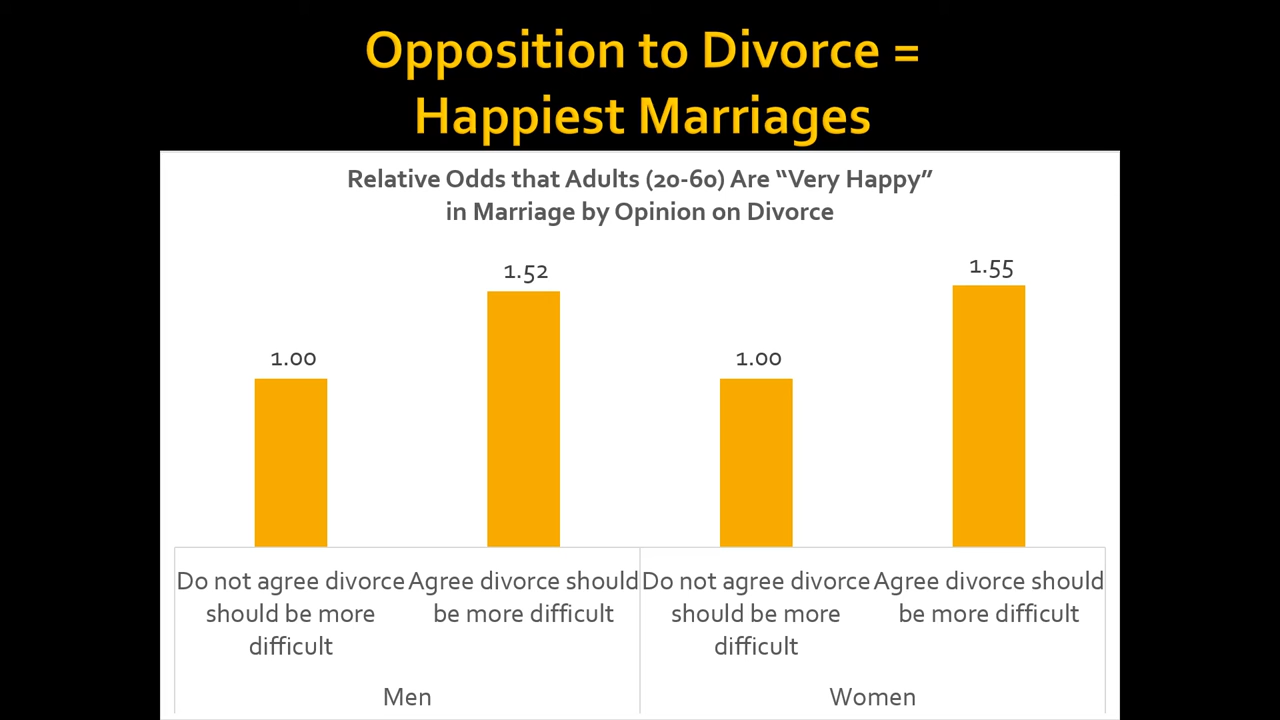 Opposition to Divorce =
Happiest Marriages
Relative Odds that Adults (20-60) Are “Very Happy”
in Marriage by Opinion on Divorce
1.00
1.52
1.00
1.55
Do not agree divorce
should be more
difficult
Agree divorce should
be more difficult
Do not agree divorce
should be more
difficult
Agree divorce should
be more difficult
Men
Women